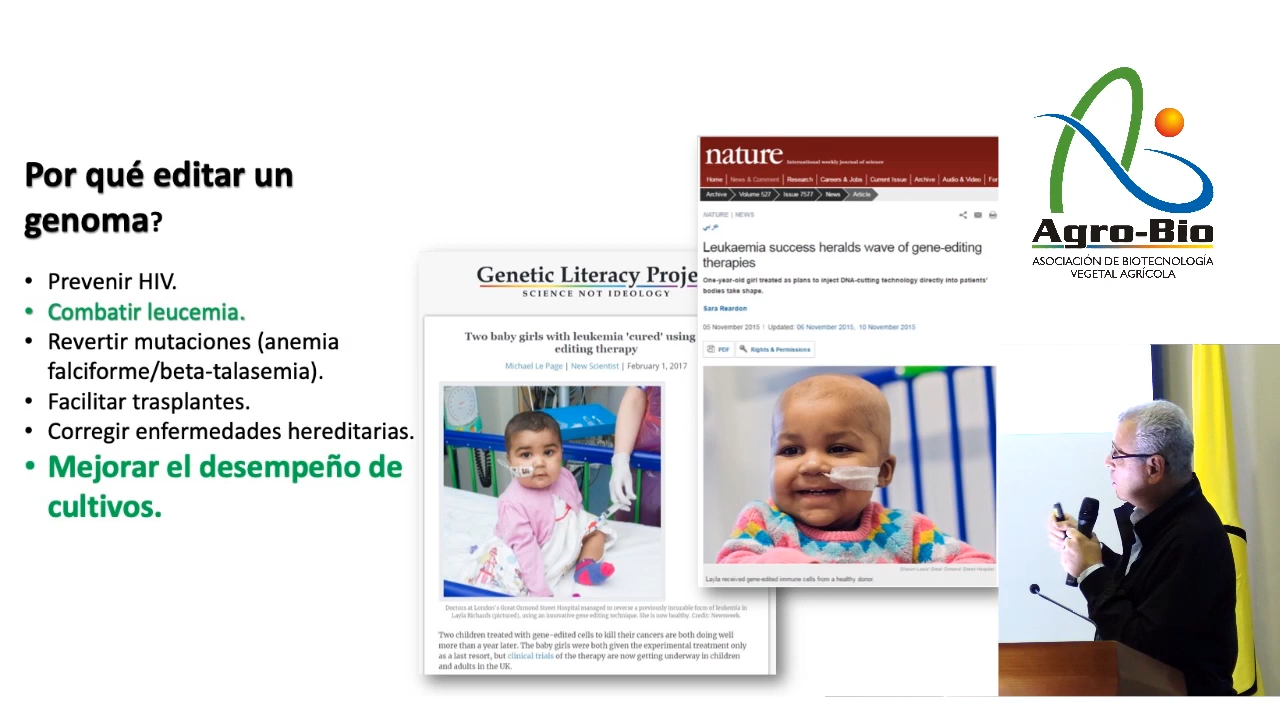 Por qué editar un
genoma?
• Prevenir HIV.
• Combatir leucemia.
• Revertir mutaciones (anemia
falciforme/beta-talasemia).
• Facilitar trasplantes.
• Corregir enfermedades hereditarias.
• Mejorar el desempeño de
cultivos.
Genetic Literacy Proje
SCIENCE NOT IDEOLOGY
Two baby girls with leukemia 'cured' using
editing therapy
Michael Le Page | New Scientist | February 1, 2017
Doctors at London's Great Ormond Street Hospital managed to reverse a previously incurable form of leukemia in
Layla Richards (pictured), using an innovative gene editing technique. She is now healthy. Credit: Newsweek.
Two children treated with gene-edited cells to kill their cancers are both doing well
more than a year later. The baby girls were both given the experimental treatment only
as a last resort, but clinical trials of the therapy are now getting underway in children
and adults in the UK.
nature International weekly journal of science
Home | News & Comment | Research | Careers & Jobs | Current Issue | Archive | Audio & Video | For
Archive Volume 527 Issue 7577 News Article
NATURE | NEWS
عربي
Leukaemia success heralds wave of gene-editing
therapies
One-year-old girl treated as plans to inject DNA-cutting technology directly into patients'
bodies take shape.
Sara Reardon
05 November 2015 | Updated: 06 November 2015, 10 November 2015
PDF Rights & Permissions
Great Ormond Street Hospital
Layla received gene-edited immune cells from a healthy donor.
Agro-Bio
ASOCIACIÓN DE BIOTECNOLOGÍA
VEGETAL AGRÍCOLA